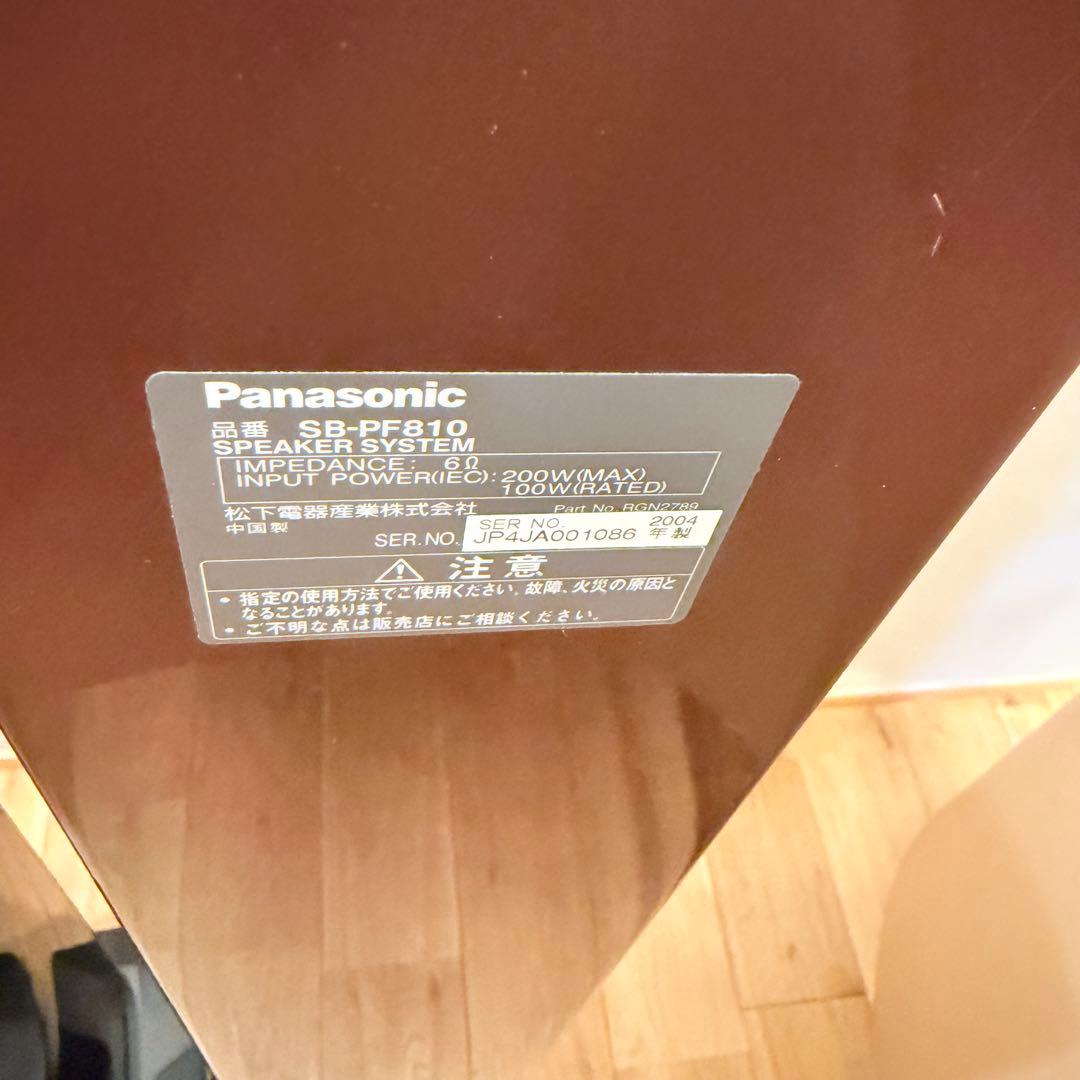 Panasonic
品番 SB-PF810
SPEAKER SYSTEM
IMPEDANCE: 6Ω
INPUT POWER(IEC): 200W(MAX)
100W(RATED)
松下電器産業株式会社 Part No. RGN2789
中国製
SER.NO.
SER NO. 2004
JP4JA001086 年製
⚠ 注意
• 指定の使用方法でご使用ください。故障、火災の原因と
なることがあります。
• ご不明な点は販売店にご相談ください。